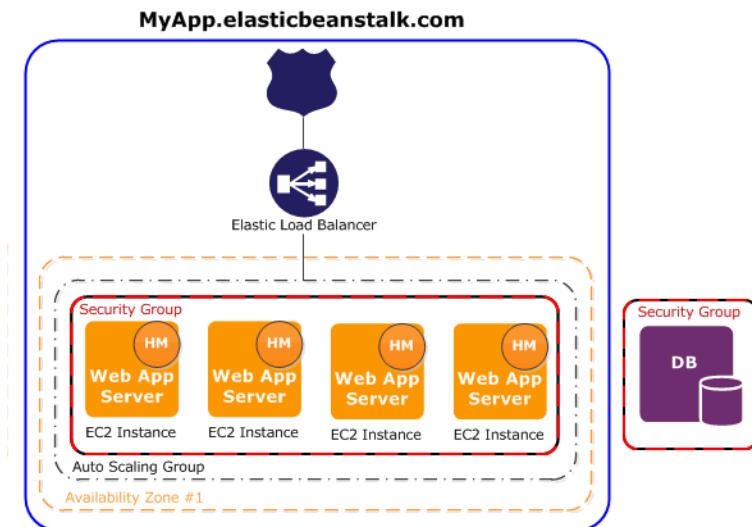 MyApp.elasticbeanstalk.com
Elastic Load Balancer
Security Group
HM
Web App
Server
EC2 Instance
HM
Web App
Server
EC2 Instance
HM
Web App
Server
EC2 Instance
HM
Web App
Server
EC2 Instance
Auto Scaling Group
Availability Zone #1
Security Group
DB